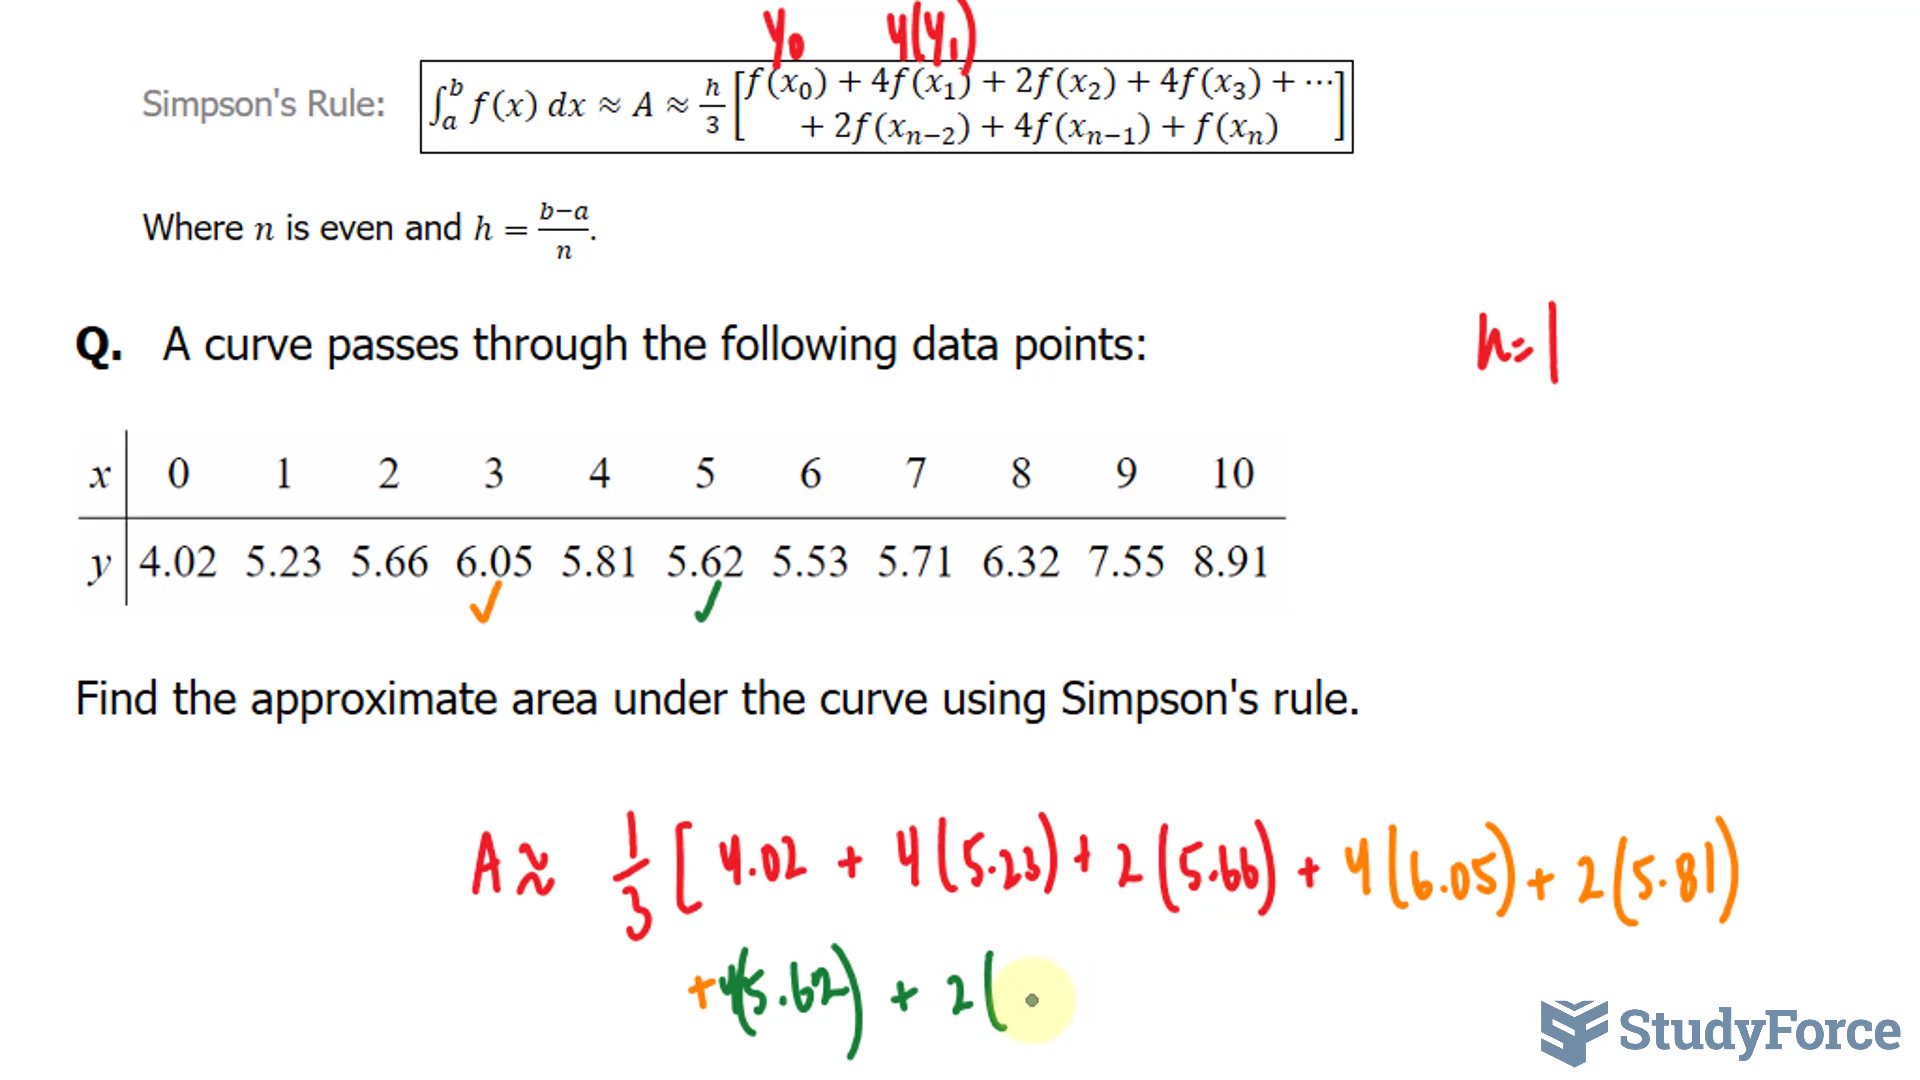 y₀ 4(y₁)
Simpson's Rule: ∫ₐᵇ f(x) dx ≈ A ≈ h/3 [f(x₀) + 4f(x₁) + 2f(x₂) + 4f(x₃) + ⋯
+ 2f(xₙ₋₂) + 4f(xₙ₋₁) + f(xₙ)]
Where n is even and h = b−a/n.
Q. A curve passes through the following data points:
h=1
x 0 1 2 3 4 5 6 7 8 9 10
y 4.02 5.23 5.66 6.05 5.81 5.62 5.53 5.71 6.32 7.55 8.91
Find the approximate area under the curve using Simpson's rule.
A ≈ 1/3 [4.02 + 4(5.23) + 2(5.66) + 4(6.05) + 2(5.81)
+4(5.62) + 2(
StudyForce